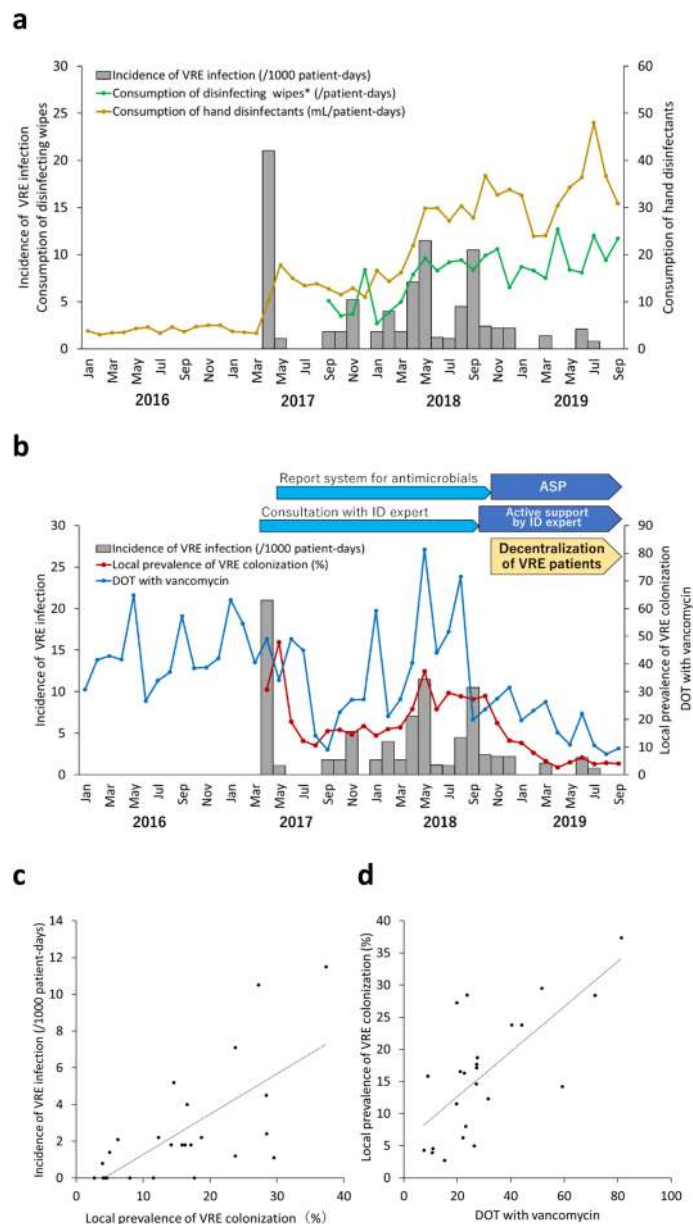 a
30
25
20
15
10
5
0
Incidence of VRE infection
Consumption of disinfecting wipes
Incidence of VRE infection (/1000 patient-days)
Consumption of disinfecting wipes* (/patient-days)
Consumption of hand disinfectants (mL/patient-days)
60
50
40
30
20
10
0
Consumption of hand disinfectants
Jan Mar May Jul Sep Nov Jan Mar May Jul Sep Nov Jan Mar May Jul Sep Nov Jan Mar May Jul Sep
2016 2017 2018 2019
b
Report system for antimicrobials
ASP
Consultation with ID expert
Active support
by ID expert
Decentralization
of VRE patients
30
25
20
15
10
5
0
Incidence of VRE infection
Incidence of VRE infection (/1000 patient-days)
Local prevalence of VRE colonization (%)
DOT with vancomycin
90
80
70
60
50
40
30
20
10
0
Local prevalence of VRE colonization
DOT with vancomycin
Jan Mar May Jul Sep Nov Jan Mar May Jul Sep Nov Jan Mar May Jul Sep Nov Jan Mar May Jul Sep
2016 2017 2018 2019
c
14
12
10
8
6
4
2
0
Incidence of VRE infection (/1000 patient-days)
0 10 20 30 40
Local prevalence of VRE colonization (%)
d
40
35
30
25
20
15
10
5
0
Local prevalence of VRE colonization (%)
0 20 40 60 80 100
DOT with vancomycin